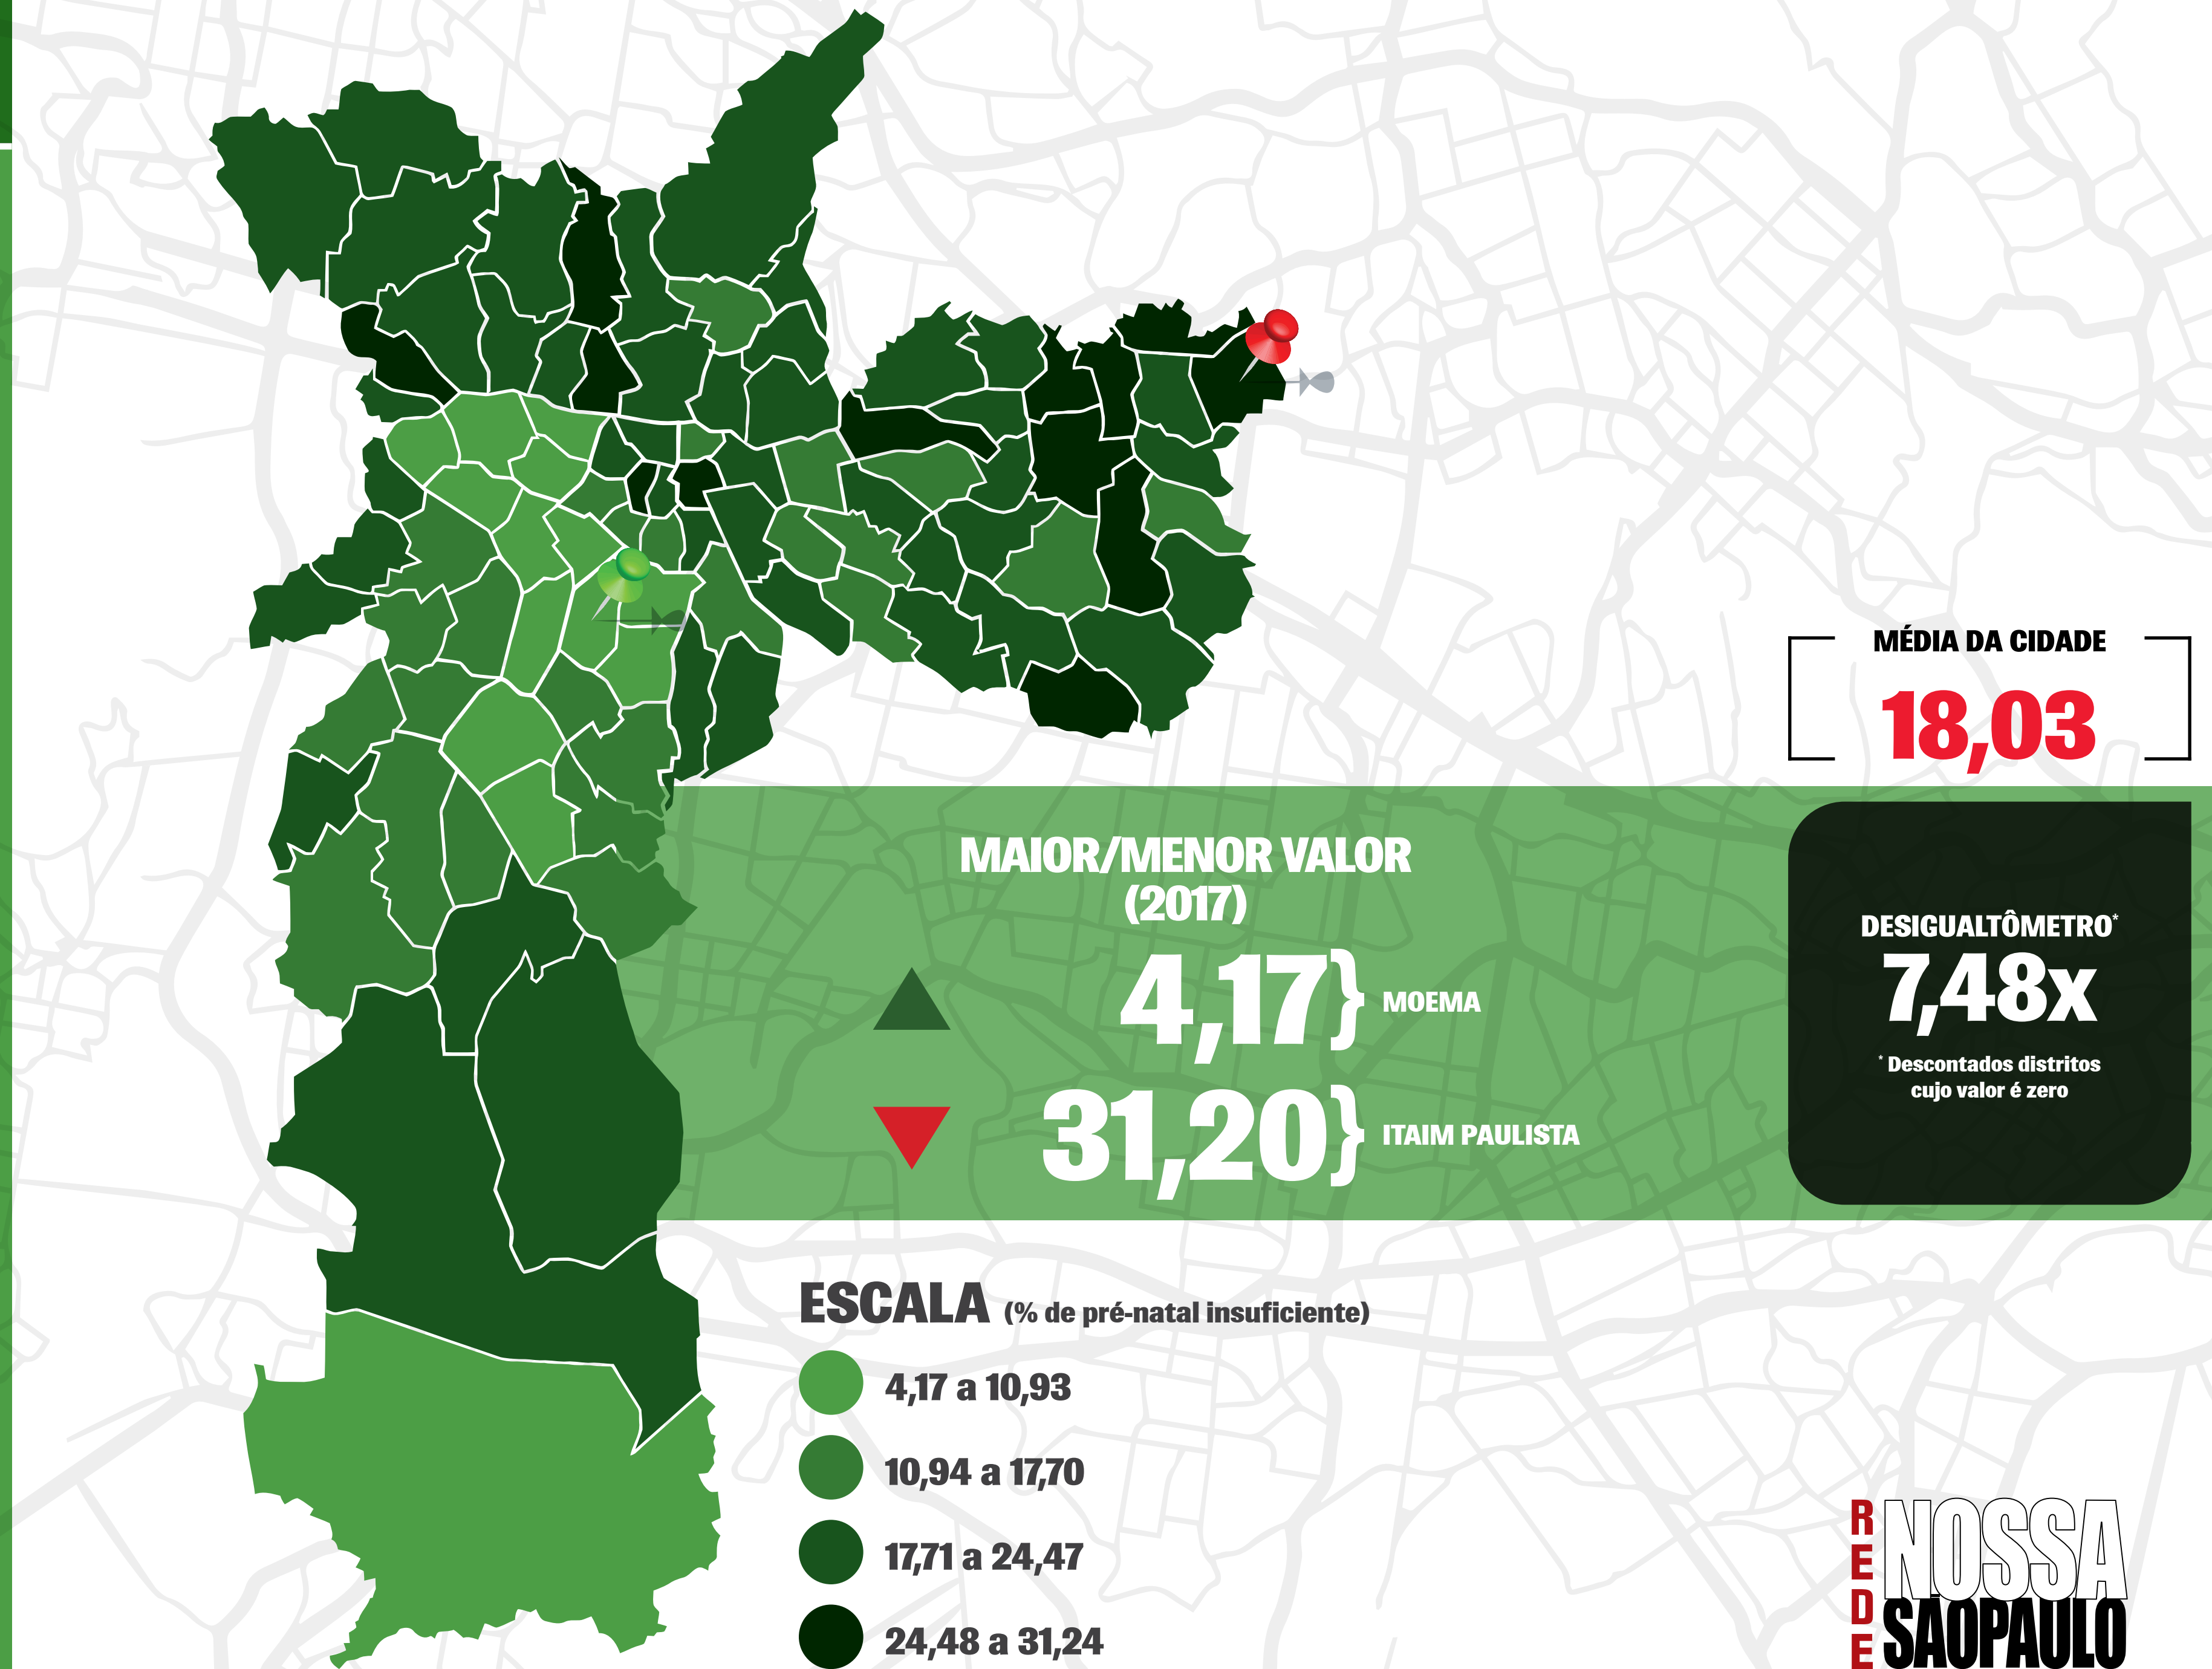 MÉDIA DA CIDADE
18,03
MAIOR/MENOR VALOR
(2017)
4,17} MOEMA
31,20} ITAIM PAULISTA
DESIGUALTÔMETRO*
7,48x
* Descontados distritos
cujo valor é zero
ESCALA (% de pré-natal insuficiente)
4,17 a 10,93
10,94 a 17,70
17,71 a 24,47
24,48 a 31,24
REDE
NOSSA
SÃOPAULO